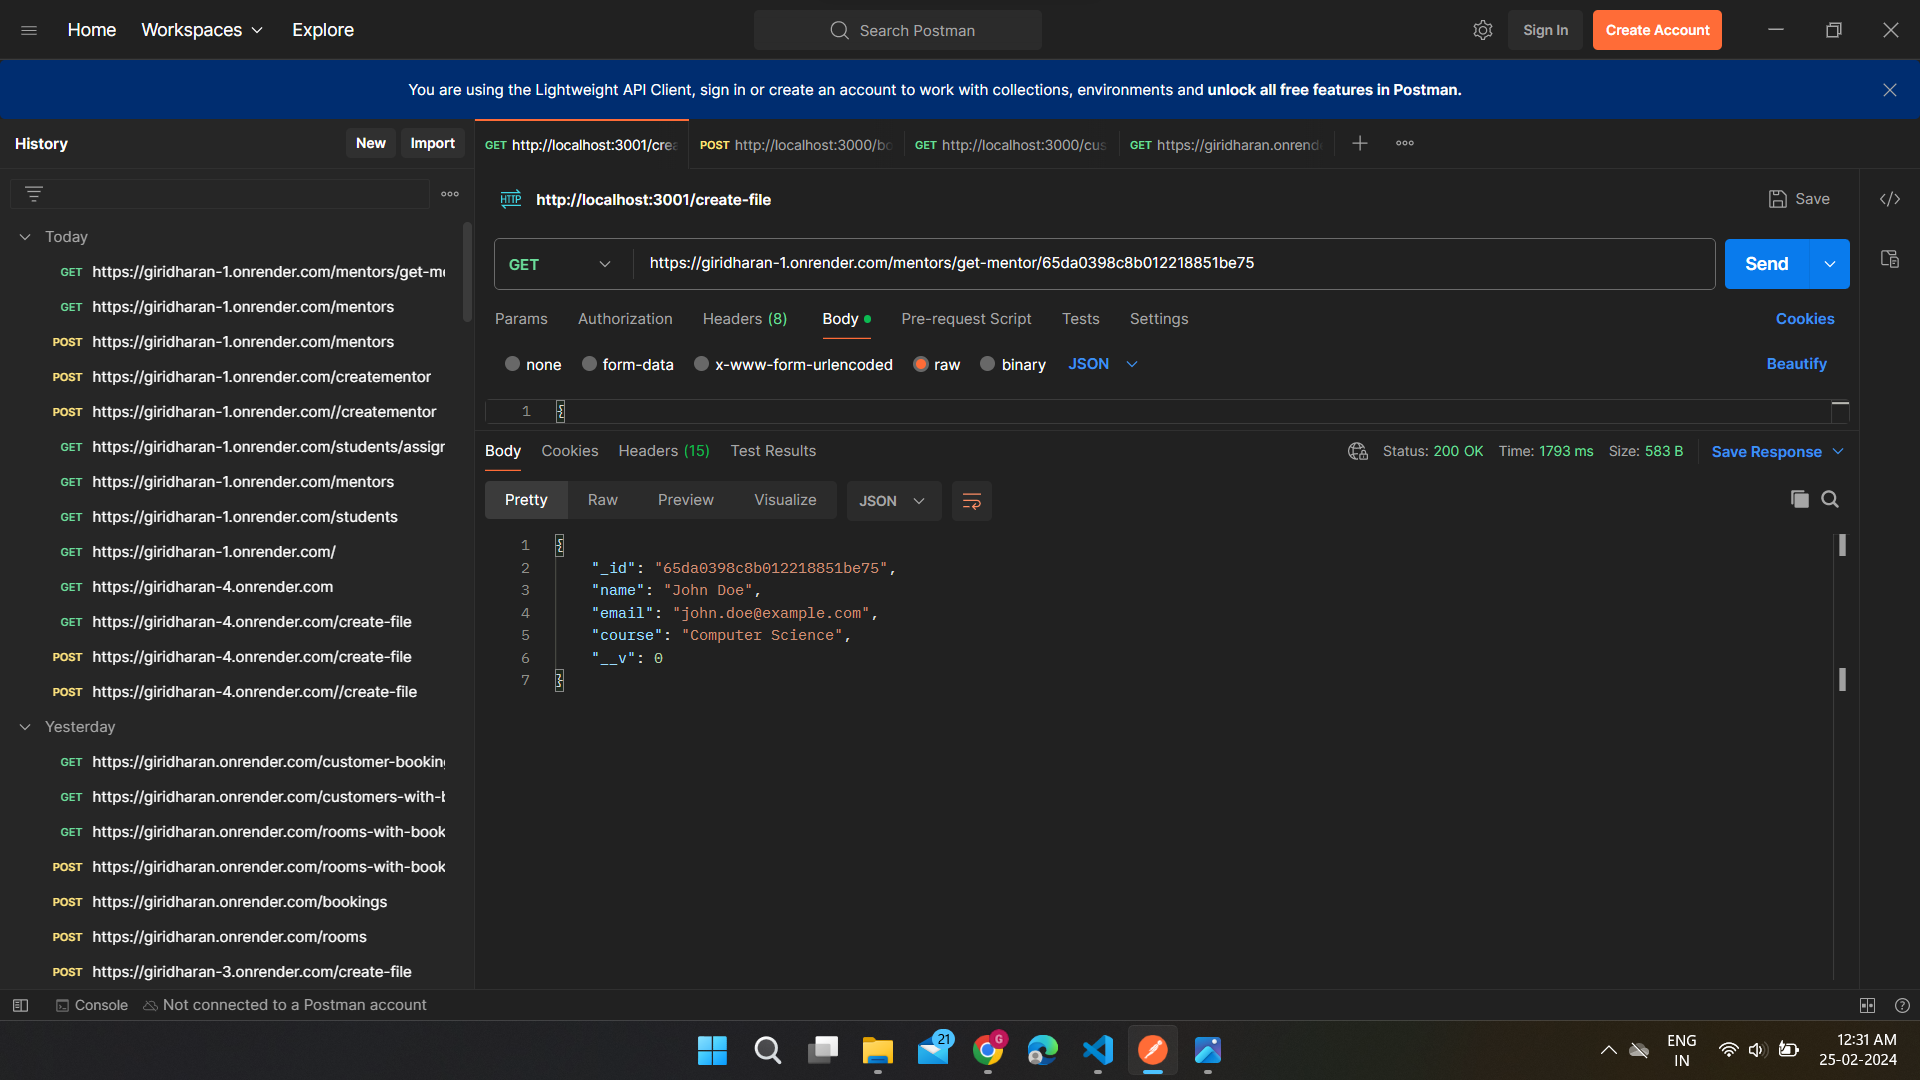 Home Workspaces Explore
Search Postman
Sign In
Create Account
You are using the Lightweight API Client, sign in or create an account to work with collections, environments and unlock all free features in Postman.
History
New
Import
GET http://localhost:3001/crea
POST http://localhost:3000/bo
GET http://localhost:3000/cus
GET https://giridharan.onrende
Today
GET https://giridharan-1.onrender.com/mentors/get-me
GET https://giridharan-1.onrender.com/mentors
POST https://giridharan-1.onrender.com/mentors
POST https://giridharan-1.onrender.com/creatementor
POST https://giridharan-1.onrender.com//creatementor
GET https://giridharan-1.onrender.com/students/assign
GET https://giridharan-1.onrender.com/mentors
GET https://giridharan-1.onrender.com/students
GET https://giridharan-1.onrender.com/
GET https://giridharan-4.onrender.com
GET https://giridharan-4.onrender.com/create-file
POST https://giridharan-4.onrender.com/create-file
POST https://giridharan-4.onrender.com//create-file
Yesterday
GET https://giridharan.onrender.com/customer-booking
GET https://giridharan.onrender.com/customers-with-b
GET https://giridharan.onrender.com/rooms-with-book
POST https://giridharan.onrender.com/rooms-with-book
POST https://giridharan.onrender.com/bookings
POST https://giridharan.onrender.com/rooms
POST https://giridharan-3.onrender.com/create-file
HTTP http://localhost:3001/create-file
Save
GET
https://giridharan-1.onrender.com/mentors/get-mentor/65da0398c8b012218851be75
Send
Params Authorization Headers (8) Body Pre-request Script Tests Settings
Cookies
none form-data x-www-form-urlencoded raw binary JSON
Beautify
1 {
Body Cookies Headers (15) Test Results
Status: 200 OK Time: 1793 ms Size: 583 B
Save Response
Pretty Raw Preview Visualize JSON
1 {
2 "_id": "65da0398c8b012218851be75",
3 "name": "John Doe",
4 "email": "john.doe@example.com",
5 "course": "Computer Science",
6 "__v": 0
7 }
Console Not connected to a Postman account
21
G
ENG
IN
12:31 AM
25-02-2024